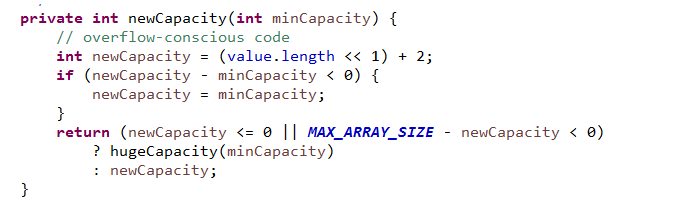 private int newCapacity(int minCapacity) {
    // overflow-conscious code
    int newCapacity = (value.length << 1) + 2;
    if (newCapacity - minCapacity < 0) {
        newCapacity = minCapacity;
    }
    return (newCapacity <= 0 || MAX_ARRAY_SIZE - newCapacity < 0)
        ? hugeCapacity(minCapacity)
        : newCapacity;
}